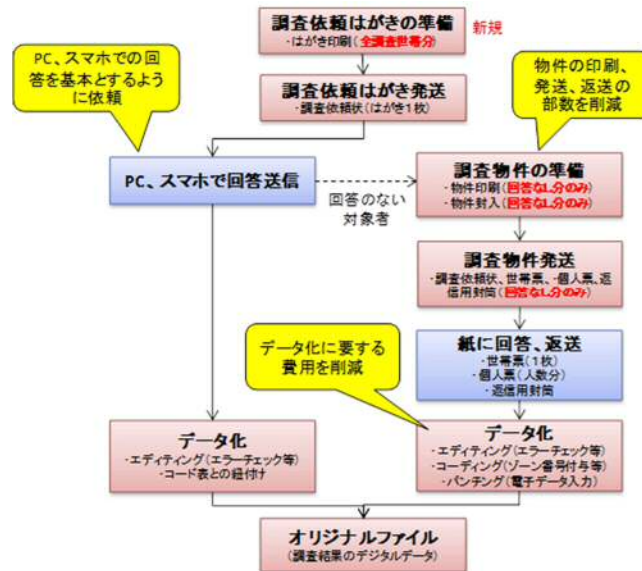 調査依頼はがきの準備
・はがき印刷(全調査世帯分)
新規
PC、スマホでの回
答を基本とするよう
に依頼
調査依頼はがき発送
・調査依頼状(はがき1枚)
物件の印刷、
発送、返送の
部数を削減
PC、スマホで回答送信
回答のない
対象者
調査物件の準備
・物件印刷(回答なし分のみ)
・物件封入(回答なし分のみ)
調査物件発送
・調査依頼状、世帯票、・個人票、返
信用封筒(回答なし分のみ)
データ化に要する
費用を削減
紙に回答、返送
・世帯票(1枚)
・個人票(人数分)
・返信用封筒
データ化
・エディティング(エラーチェック等)
・コード表との紐付け
データ化
・エディティング(エラーチェック等)
・コーディング(ゾーン番号付与等)
・パンチング(電子データ入力)
オリジナルファイル
(調査結果のデジタルデータ)